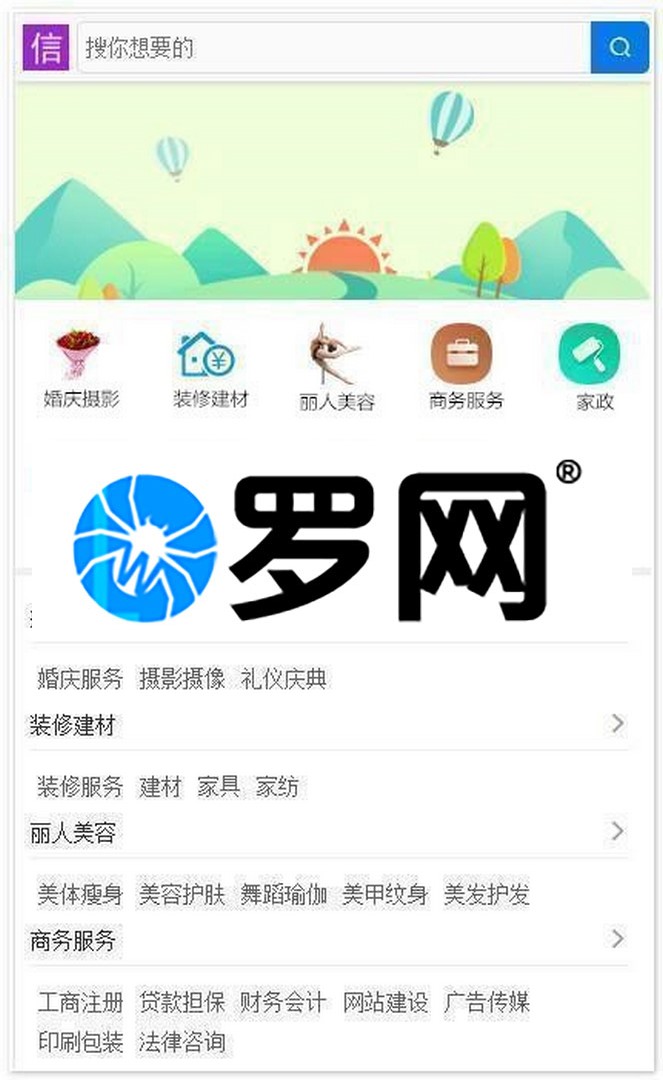 信 搜你想要的
婚庆摄影 装修建材 丽人美容 商务服务 家政
罗网®
婚庆服务 摄影摄像 礼仪庆典
装修建材
装修服务 建材 家具 家纺
丽人美容
美体瘦身 美容护肤 舞蹈瑜伽 美甲纹身 美发护发
商务服务
工商注册 贷款担保 财务会计 网站建设 广告传媒
印刷包装 法律咨询